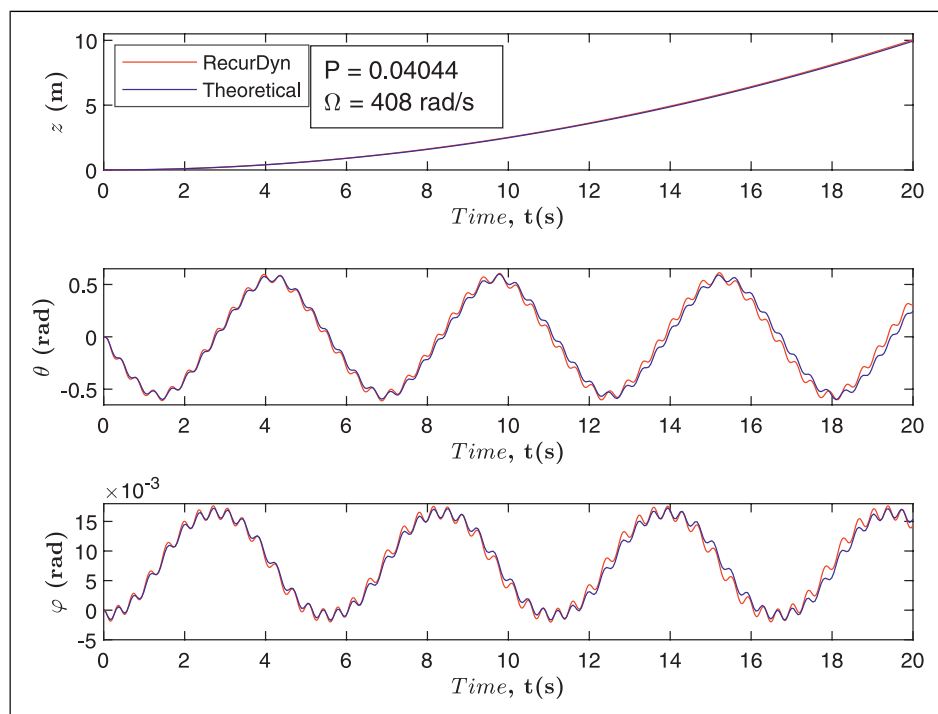 10
5
0
z (m)
RecurDyn
Theoretical
P = 0.04044
Ω = 408 rad/s
0 2 4 6 8 10 12 14 16 18 20
Time, t(s)
0.5
0
-0.5
θ (rad)
0 2 4 6 8 10 12 14 16 18 20
Time, t(s)
×10⁻³
15
10
5
0
-5
φ (rad)
0 2 4 6 8 10 12 14 16 18 20
Time, t(s)